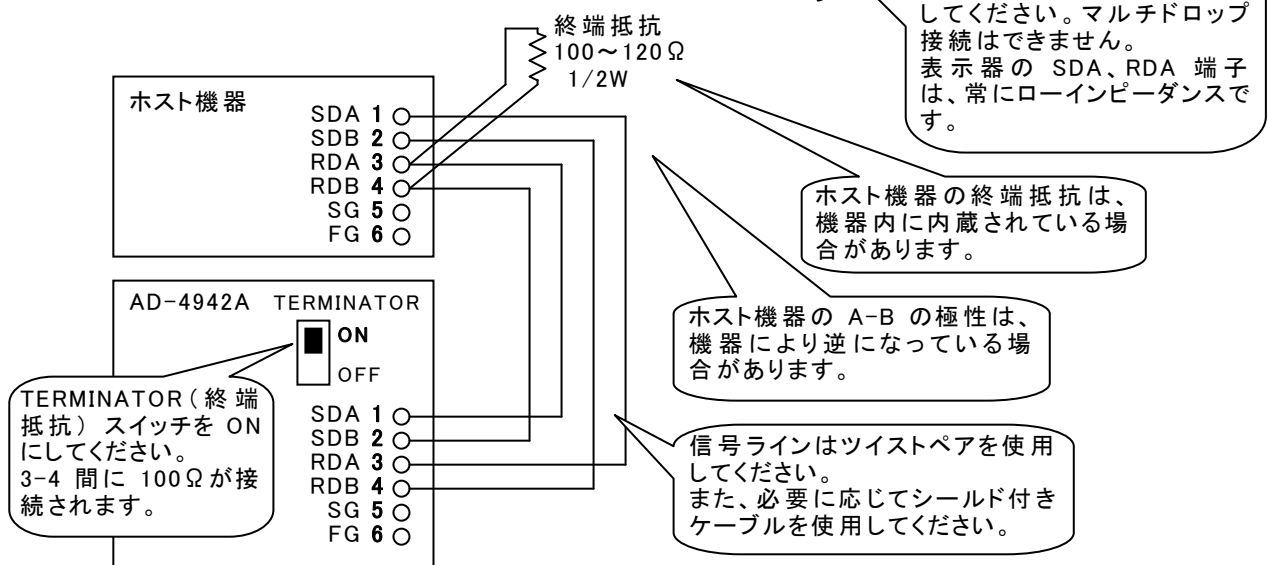 してください。マルチドロップ
接続はできません。
表示器の SDA、RDA 端子
は、常にローインピーダンスで
す。
終端抵抗
100～120Ω
1/2W
ホスト機器
SDA 1
SDB 2
RDA 3
RDB 4
SG 5
FG 6
ホスト機器の終端抵抗は、
機器内に内蔵されている場
合があります。
ホスト機器の A-B の極性は、
機器により逆になっている場
合があります。
AD-4942A TERMINATOR
ON
OFF
TERMINATOR（終端
抵抗） スイッチを ON
にしてください。
3-4 間に 100Ωが接
続されます。
SDA 1
SDB 2
RDA 3
RDB 4
SG 5
FG 6
信号ラインはツイストペアを使用
してください。
また、必要に応じてシールド付き
ケーブルを使用してください。